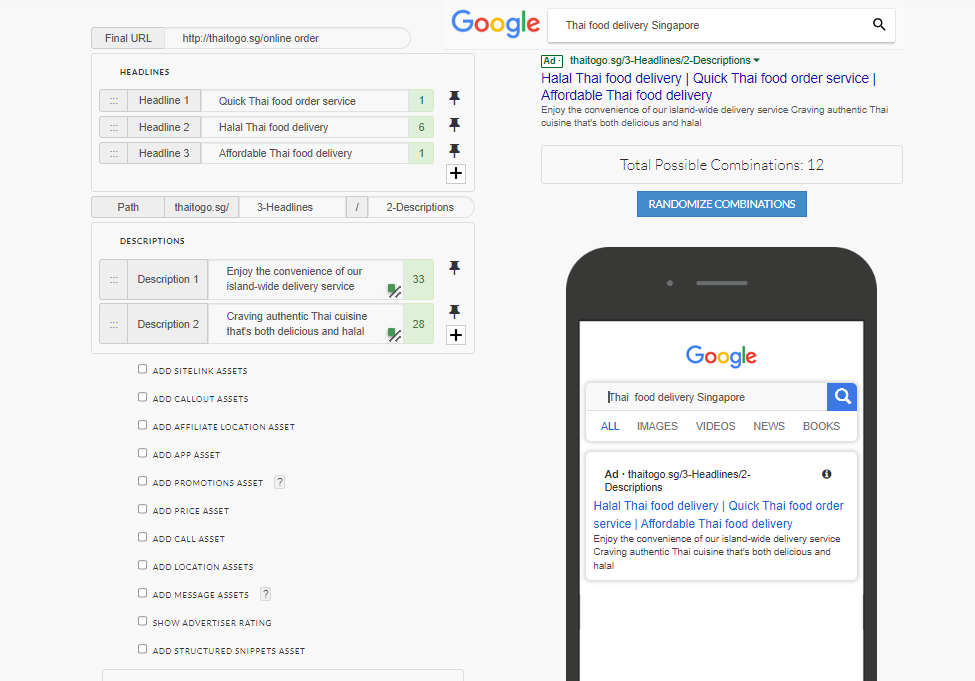 Final URL http://thaitogo.sg/online order
HEADLINES
::: Headline 1 Quick Thai food order service 1
::: Headline 2 Halal Thai food delivery 6
::: Headline 3 Affordable Thai food delivery 1
+
Path thaitogo.sg/ 3-Headlines / 2-Descriptions
DESCRIPTIONS
::: Description 1 Enjoy the convenience of our
island-wide delivery service 33
::: Description 2 Craving authentic Thai cuisine
that's both delicious and halal 28
+
ADD SITELINK ASSETS
ADD CALLOUT ASSETS
ADD AFFILIATE LOCATION ASSET
ADD APP ASSET
ADD PROMOTIONS ASSET ?
ADD PRICE ASSET
ADD CALL ASSET
ADD LOCATION ASSETS
ADD MESSAGE ASSETS ?
SHOW ADVERTISER RATING
ADD STRUCTURED SNIPPETS ASSET
Google Thai food delivery Singapore
Ad · thaitogo.sg/3-Headlines/2-Descriptions
Halal Thai food delivery | Quick Thai food order service |
Affordable Thai food delivery
Enjoy the convenience of our island-wide delivery service Craving authentic Thai
cuisine that's both delicious and halal
Total Possible Combinations: 12
RANDOMIZE COMBINATIONS
Google
Thai food delivery Singapore
ALL IMAGES VIDEOS NEWS BOOKS
Ad · thaitogo.sg/3-Headlines/2-
Descriptions
Halal Thai food delivery | Quick Thai food order
service | Affordable Thai food delivery
Enjoy the convenience of our island-wide delivery service
Craving authentic Thai cuisine that's both delicious and
halal